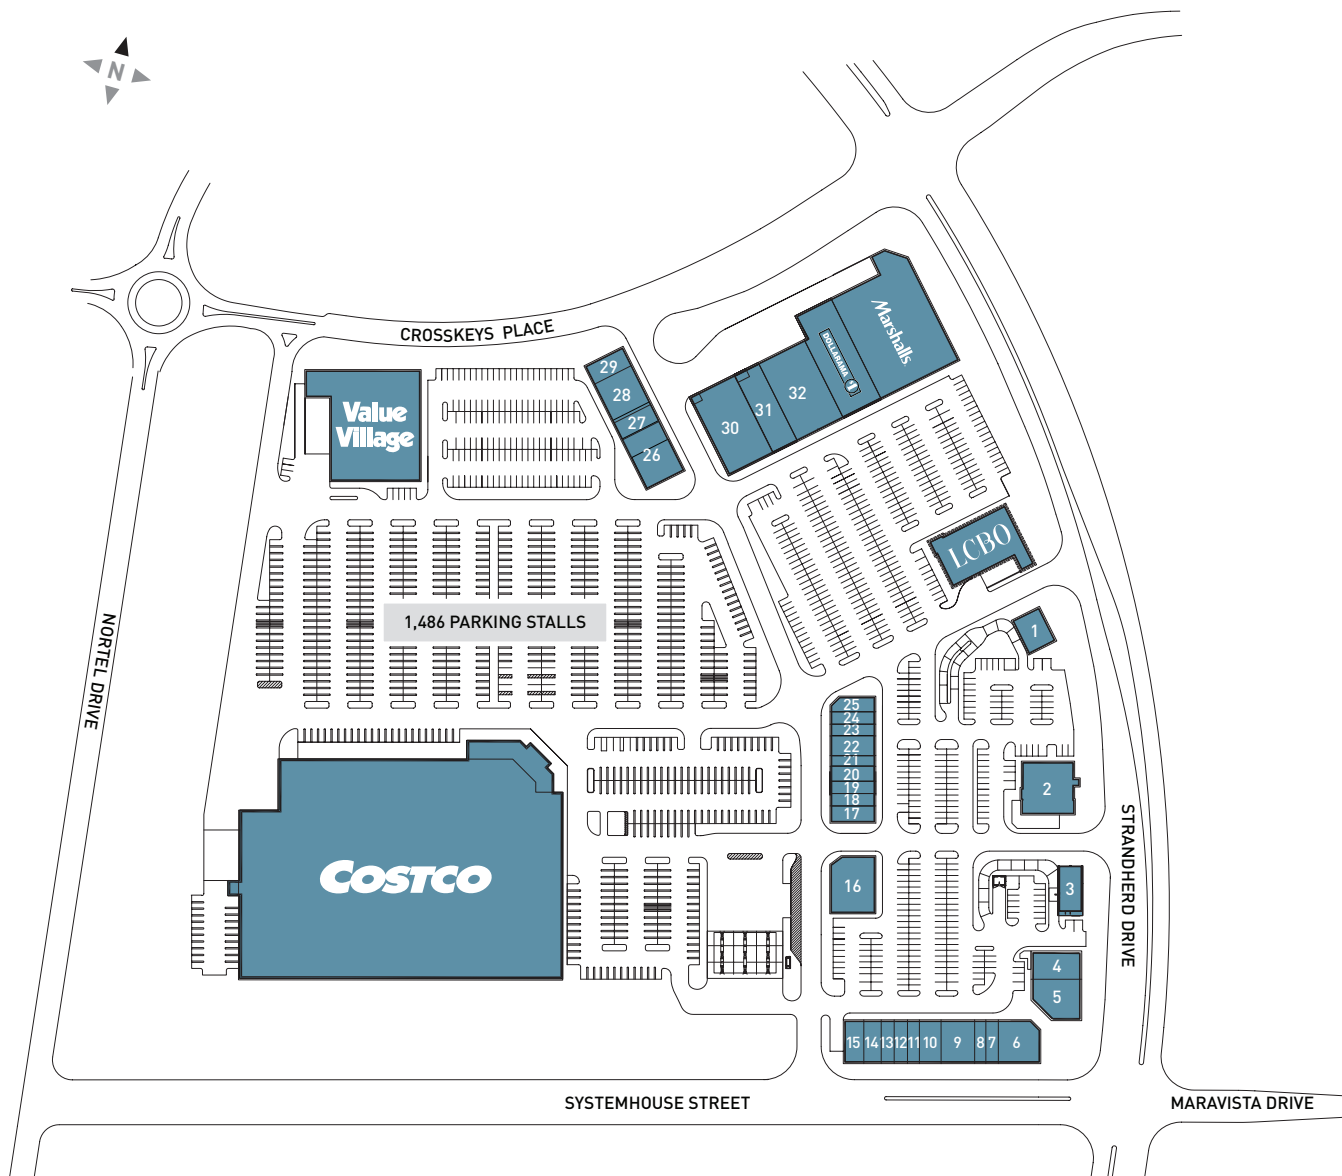 N
CROSSKEYS PLACE
Marshalls
DOLLARAMA
32
31
30
29
28
27
26
Value
Village
LCBO
1,486 PARKING STALLS
NORTEL DRIVE
1
25
24
23
22
21
20
19
18
17
2
STRANDHERD DRIVE
COSTCO
16
3
4
5
15 14 13 12 11 10 9 8 7 6
SYSTEMHOUSE STREET
MARAVISTA DRIVE